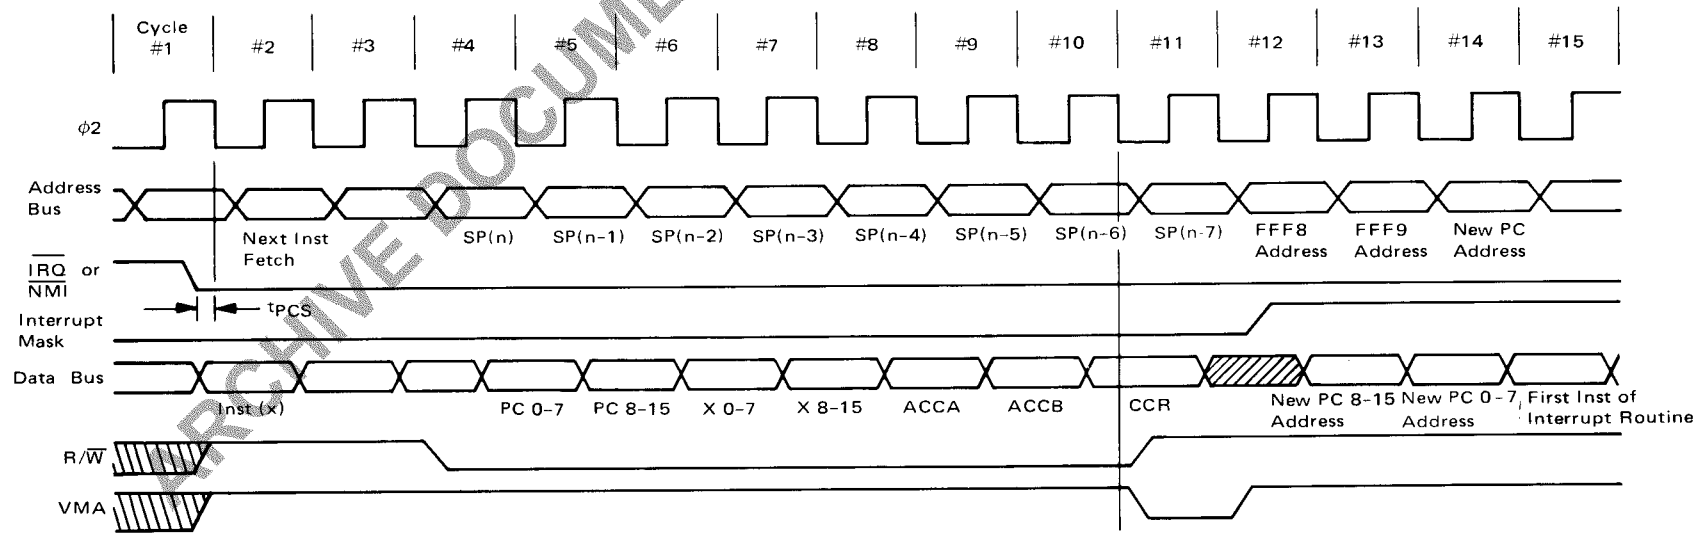 Cycle
#1 #2 #3 #4 #5 #6 #7 #8 #9 #10 #11 #12 #13 #14 #15
φ2
Address
Bus
Next Inst
Fetch
SP(n) SP(n-1) SP(n-2) SP(n-3) SP(n-4) SP(n-5) SP(n-6) SP(n-7)
FFF8
Address
FFF9
Address
New PC
Address
IRQ or
NMI
tPCS
Interrupt
Mask
Data Bus
Inst (x) PC 0-7 PC 8-15 X 0-7 X 8-15 ACCA ACCB CCR
New PC 8-15
Address
New PC 0-7
Address
First Inst of
Interrupt Routine
R/W
VMA